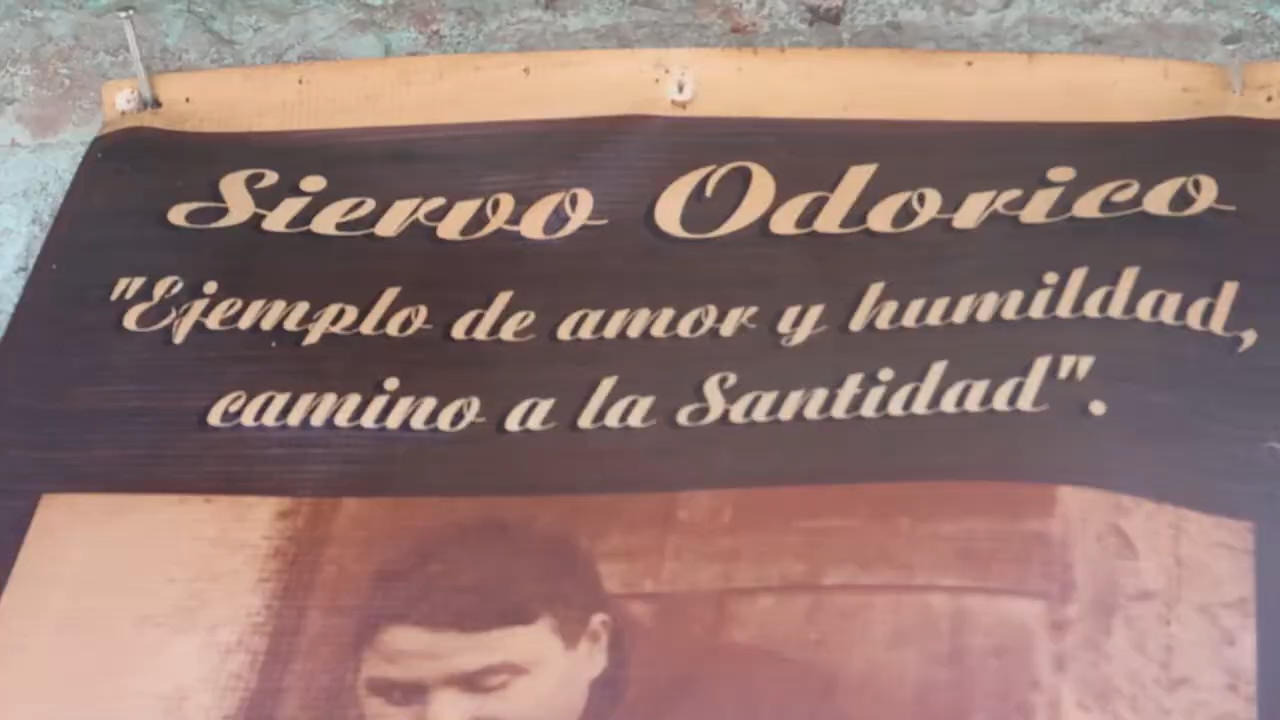 Siervo Odorico
"Ejemplo de amor y humildad,
camino a la Santidad".